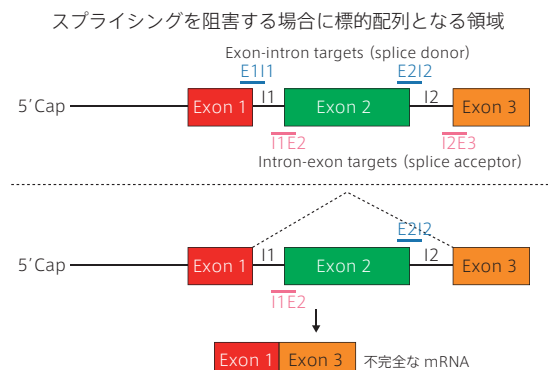 スプライシングを阻害する場合に標的配列となる領域
Exon-intron targets (splice donor)
E1I1 E2I2
5’Cap Exon 1 I1 Exon 2 I2 Exon 3
I1E2 I2E3
Intron-exon targets (splice acceptor)
E2I2
5’Cap Exon 1 I1 Exon 2 I2 Exon 3
I1E2
Exon 1 Exon 3 不完全な mRNA